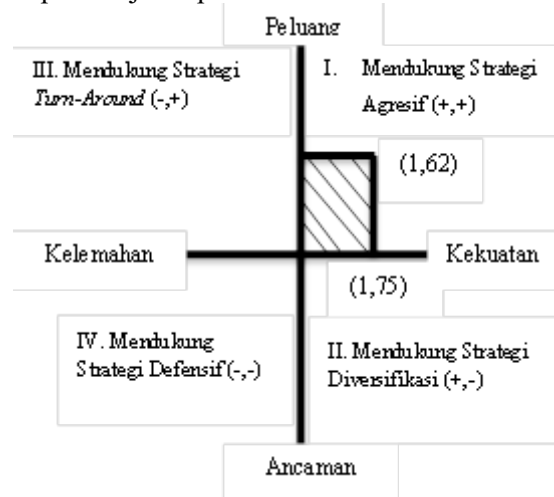 Peluang
III. Mendukung Strategi
Turn-Around (-,+)
I. Mendukung Strategi
Agresif (+,+)
(1,62)
Kelemahan
Kekuatan
(1,75)
IV. Mendukung
Strategi Defensif (-,-)
II. Mendukung Strategi
Diversifikasi (+,-)
Ancaman